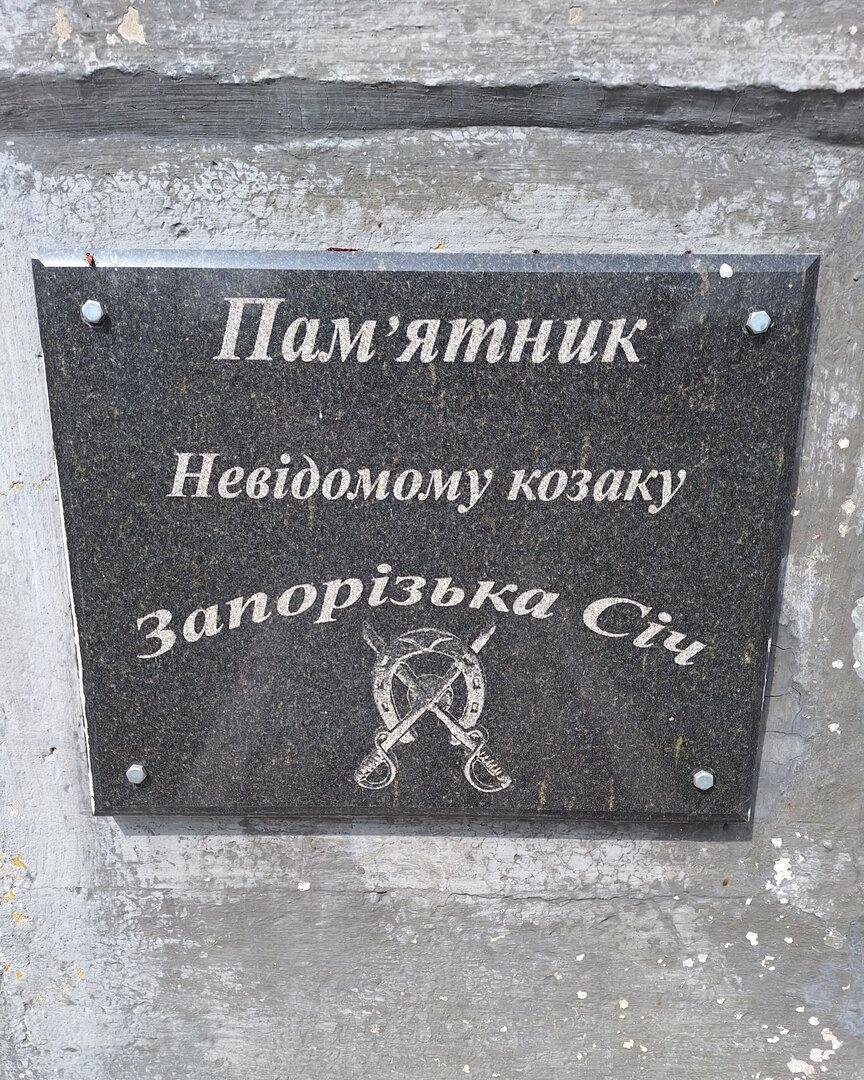 Пам’ятник
Невідомому козаку
Запорізька Січ